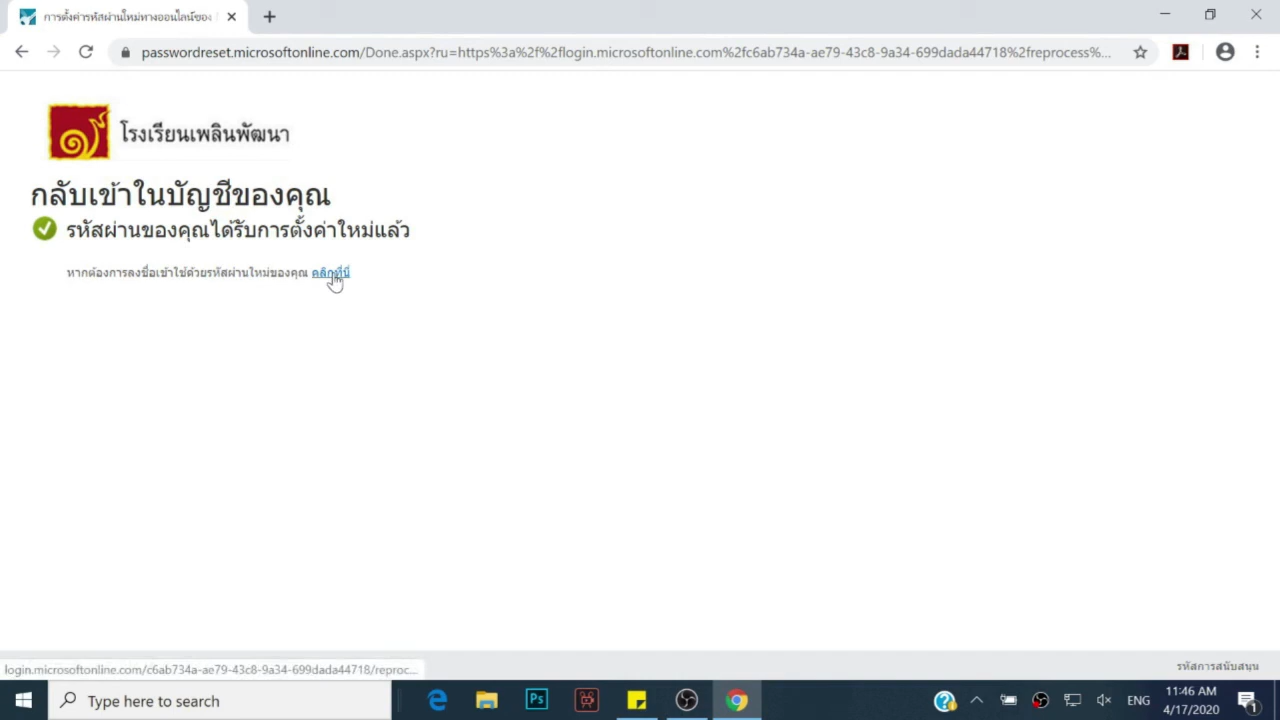 การตั้งค่ารหัสผ่านใหม่ทางออนไลน์ของ
passwordreset.microsoftonline.com/Done.aspx?ru=https%3a%2f%2flogin.microsoftonline.com%2fc6ab734a-ae79-43c8-9a34-699dada44718%2freprocess%...
โรงเรียนเพลินพัฒนา
กลับเข้าในบัญชีของคุณ
รหัสผ่านของคุณได้รับการตั้งค่าใหม่แล้ว
หากต้องการลงชื่อเข้าใช้ด้วยรหัสผ่านใหม่ของคุณ คลิกที่นี่
login.microsoftonline.com/c6ab734a-ae79-43c8-9a34-699dada44718/reproc...
รหัสการสนับสนุน
Type here to search
Ps
ENG
11:46 AM
4/17/2020
1